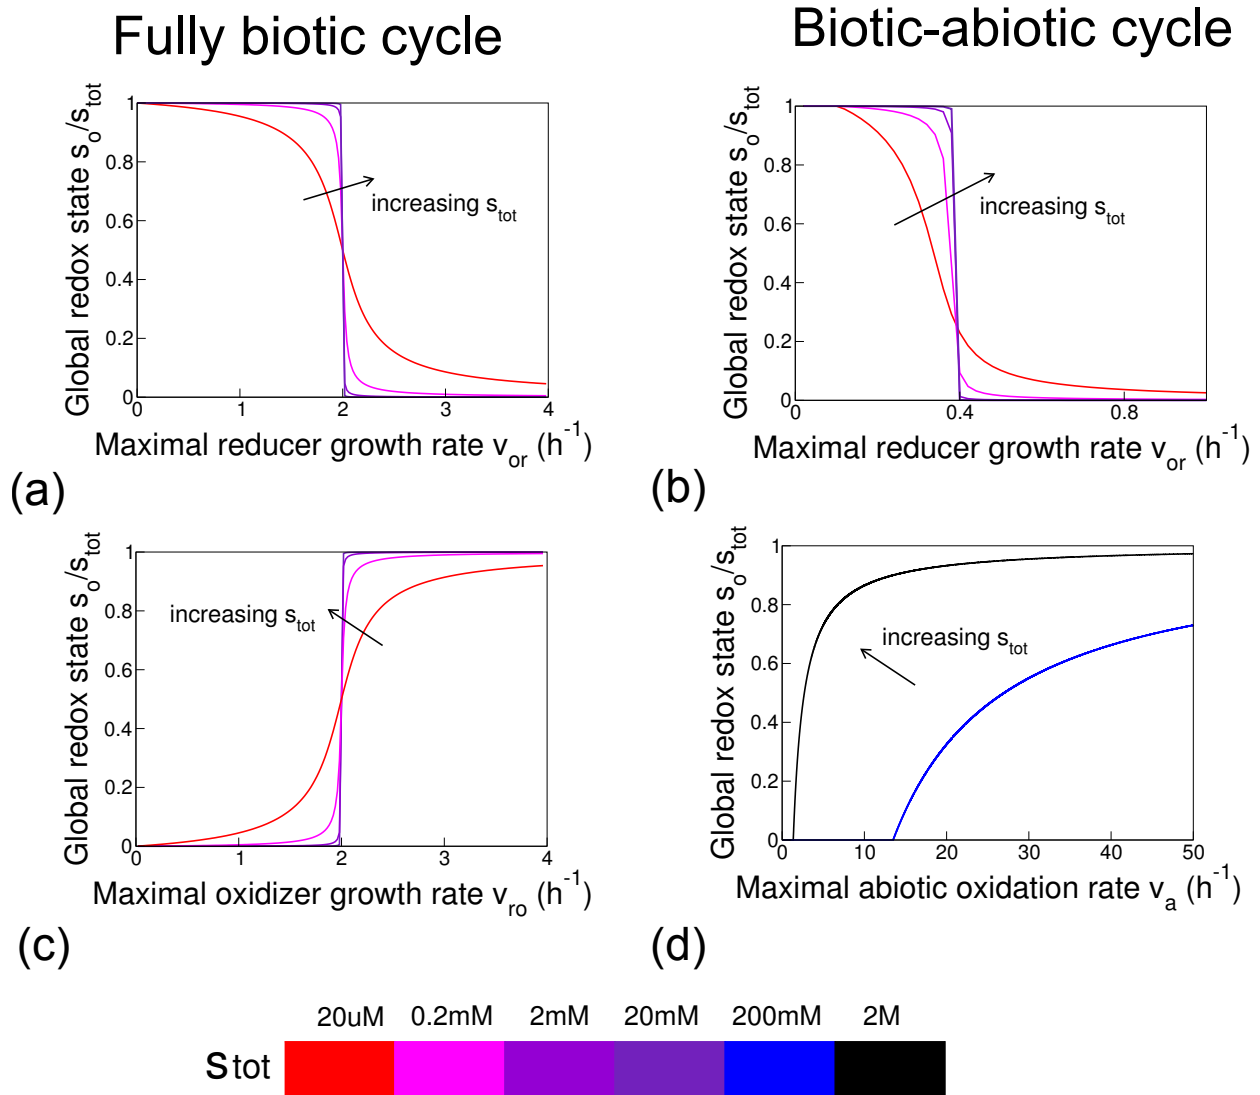 Fully biotic cycle
Biotic-abiotic cycle
Global redox state s_o/s_tot
1
0.8
0.6
0.4
0.2
0
0 1 2 3 4
increasing s_tot
Maximal reducer growth rate v_or (h^-1)
(a)
Global redox state s_o/s_tot
1
0.8
0.6
0.4
0.2
0
0 0.4 0.8
increasing s_tot
Maximal reducer growth rate v_or (h^-1)
(b)
Global redox state s_o/s_tot
1
0.8
0.6
0.4
0.2
0
0 1 2 3 4
increasing s_tot
Maximal oxidizer growth rate v_ro (h^-1)
(c)
Global redox state s_o/s_tot
1
0.8
0.6
0.4
0.2
0
0 10 20 30 40 50
increasing s_tot
Maximal abiotic oxidation rate v_a (h^-1)
(d)
20uM 0.2mM 2mM 20mM 200mM 2M
s tot